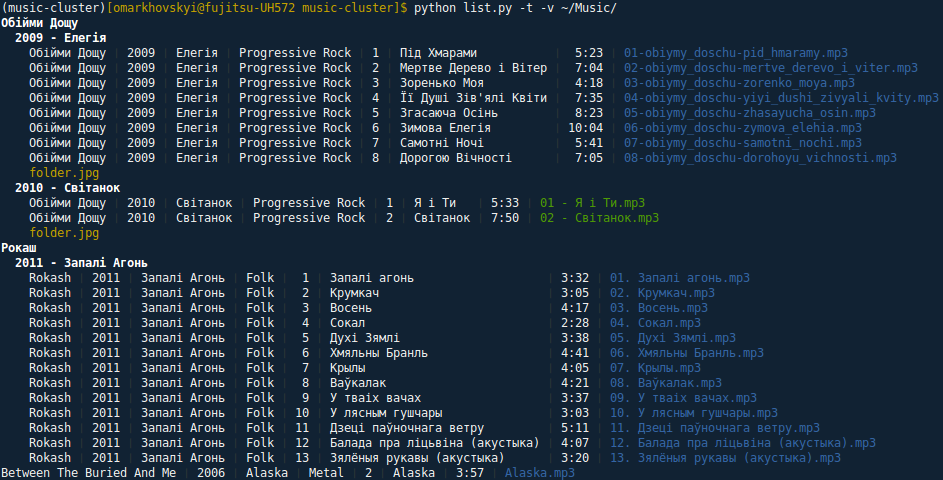 (music-cluster)[omarkhovskyi@fujitsu-UH572 music-cluster]$ python list.py -t -v ~/Music/
Обійми Дощу
2009 - Елегія
Обійми Дощу | 2009 | Елегія | Progressive Rock | 1 | Під Хмарами | 5:23 | 01-obiymy_doschu-pid_hmaramy.mp3
Обійми Дощу | 2009 | Елегія | Progressive Rock | 2 | Мертве Дерево і Вітер | 7:04 | 02-obiymy_doschu-mertve_derevo_i_viter.mp3
Обійми Дощу | 2009 | Елегія | Progressive Rock | 3 | Зоренько Моя | 4:18 | 03-obiymy_doschu-zorenko_moya.mp3
Обійми Дощу | 2009 | Елегія | Progressive Rock | 4 | Її Душі Зів'ялі Квіти | 7:35 | 04-obiymy_doschu-yiyi_dushi_zivyali_kvity.mp3
Обійми Дощу | 2009 | Елегія | Progressive Rock | 5 | Згасаюча Осінь | 8:23 | 05-obiymy_doschu-zhasayucha_osin.mp3
Обійми Дощу | 2009 | Елегія | Progressive Rock | 6 | Зимова Елегія | 10:04 | 06-obiymy_doschu-zymova_elehia.mp3
Обійми Дощу | 2009 | Елегія | Progressive Rock | 7 | Самотні Ночі | 5:41 | 07-obiymy_doschu-samotni_nochi.mp3
Обійми Дощу | 2009 | Елегія | Progressive Rock | 8 | Дорогою Вічності | 7:05 | 08-obiymy_doschu-dorohoyu_vichnosti.mp3
folder.jpg
2010 - Світанок
Обійми Дощу | 2010 | Світанок | Progressive Rock | 1 | Я і Ти | 5:33 | 01 - Я і Ти.mp3
Обійми Дощу | 2010 | Світанок | Progressive Rock | 2 | Світанок | 7:50 | 02 - Світанок.mp3
folder.jpg
Рокаш
2011 - Запалі Агонь
Rokash | 2011 | Запалі Агонь | Folk | 1 | Запалі агонь | 3:32 | 01. Запалі агонь.mp3
Rokash | 2011 | Запалі Агонь | Folk | 2 | Крумкач | 3:05 | 02. Крумкач.mp3
Rokash | 2011 | Запалі Агонь | Folk | 3 | Восень | 4:17 | 03. Восень.mp3
Rokash | 2011 | Запалі Агонь | Folk | 4 | Сокал | 2:28 | 04. Сокал.mp3
Rokash | 2011 | Запалі Агонь | Folk | 5 | Духі Зямлі | 3:38 | 05. Духі Зямлі.mp3
Rokash | 2011 | Запалі Агонь | Folk | 6 | Хмяльны Бранль | 4:41 | 06. Хмяльны Бранль.mp3
Rokash | 2011 | Запалі Агонь | Folk | 7 | Крылы | 4:05 | 07. Крылы.mp3
Rokash | 2011 | Запалі Агонь | Folk | 8 | Ваўкалак | 4:21 | 08. Ваўкалак.mp3
Rokash | 2011 | Запалі Агонь | Folk | 9 | У тваіх вачах | 3:37 | 09. У тваіх вачах.mp3
Rokash | 2011 | Запалі Агонь | Folk | 10 | У лясным гушчары | 3:03 | 10. У лясным гушчары.mp3
Rokash | 2011 | Запалі Агонь | Folk | 11 | Дзеці паўночнага ветру | 5:11 | 11. Дзеці паўночнага ветру.mp3
Rokash | 2011 | Запалі Агонь | Folk | 12 | Балада пра ліцьвіна (акустыка) | 4:07 | 12. Балада пра ліцьвіна (акустыка).mp3
Rokash | 2011 | Запалі Агонь | Folk | 13 | Зялёныя рукавы (акустыка) | 3:20 | 13. Зялёныя рукавы (акустыка).mp3
Between The Buried And Me | 2006 | Alaska | Metal | 2 | Alaska | 3:57 | Alaska.mp3